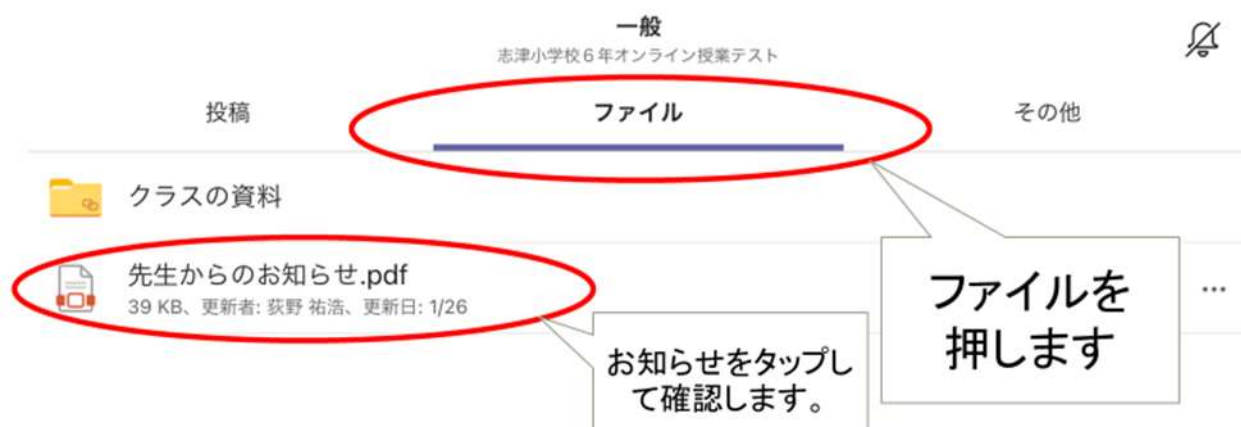 一般
志津小学校6年オンライン授業テスト
投稿
ファイル
その他
クラスの資料
先生からのお知らせ.pdf
39 KB、更新者: 荻野 祐浩、更新日: 1/26
ファイルを
押します
お知らせをタップし
て確認します。